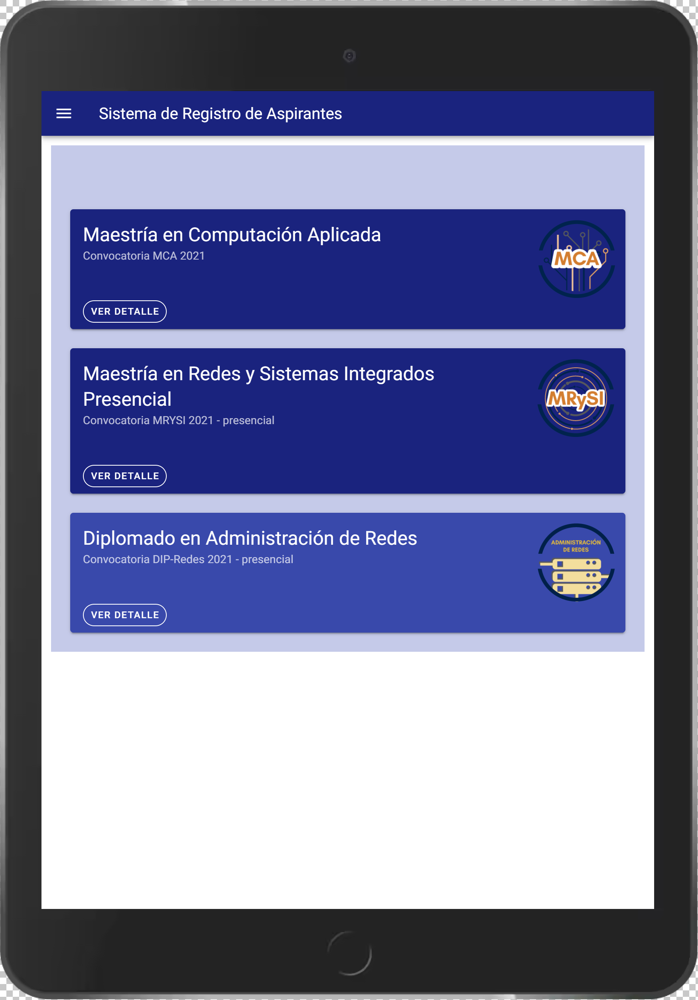 Sistema de Registro de Aspirantes
Maestría en Computación Aplicada
Convocatoria MCA 2021
MCA
VER DETALLE
Maestría en Redes y Sistemas Integrados
Presencial
Convocatoria MRYSI 2021 - presencial
MRySI
VER DETALLE
Diplomado en Administración de Redes
Convocatoria DIP-Redes 2021 - presencial
ADMINISTRACIÓN
DE REDES
VER DETALLE